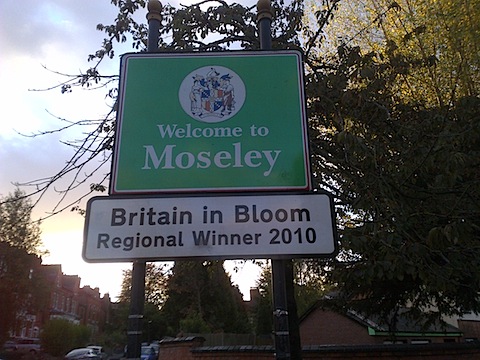 Welcome to
Moseley
Britain in Bloom
Regional Winner 2010